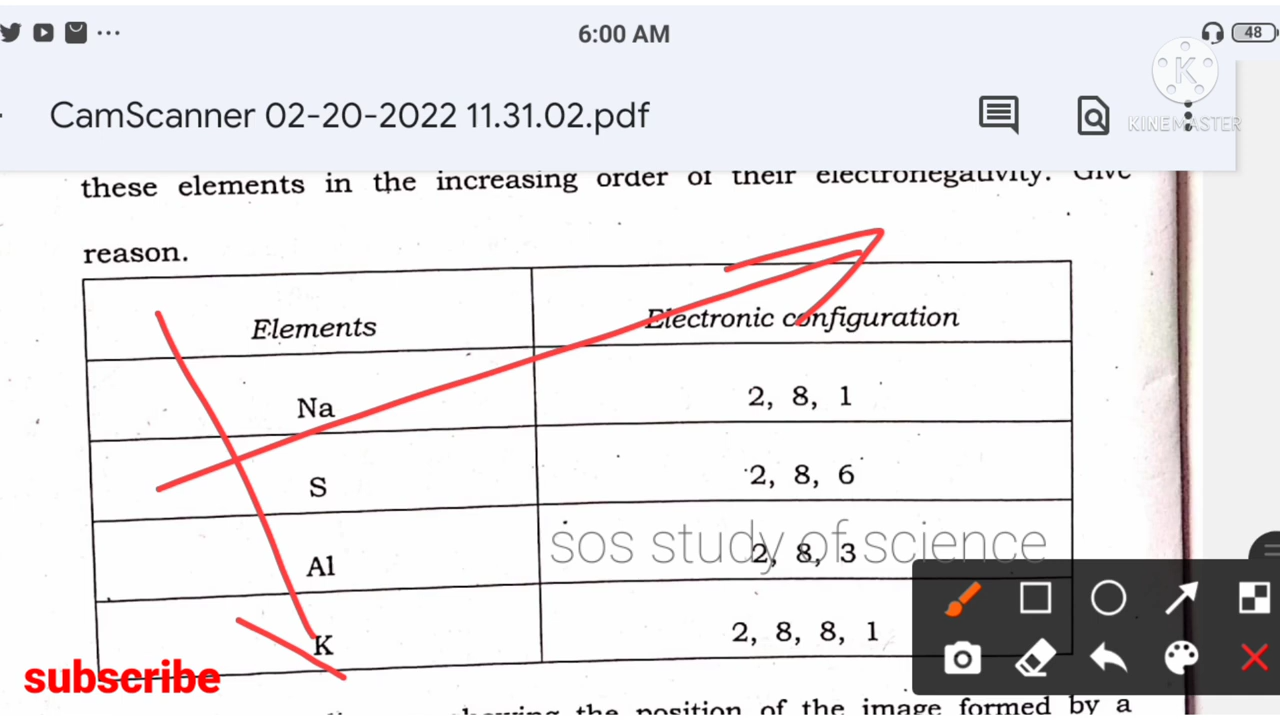 6:00 AM
48
CamScanner 02-20-2022 11.31.02.pdf
K
KINEMASTER
these elements in the increasing order of their electronegativity. Give
reason.
Elements Electronic configuration
Na 2, 8, 1
S 2, 8, 6
sos study of science
Al 2, 8, 3
K 2, 8, 8, 1
subscribe
showing the position of the image formed by a